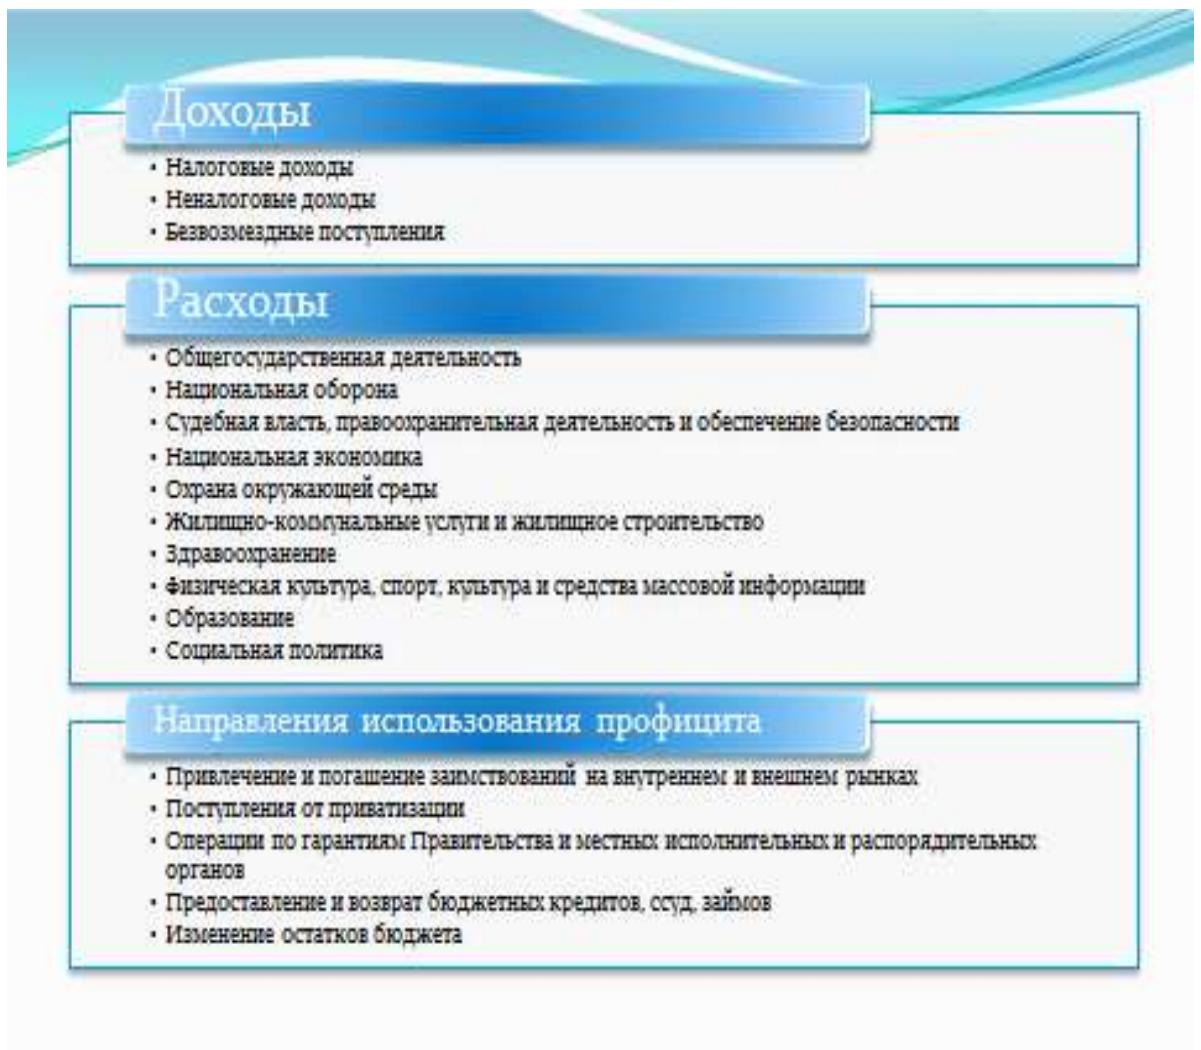 Доходы
• Налоговые доходы
• Неналоговые доходы
• Безвозмездные поступления
Расходы
• Общегосударственная деятельность
• Национальная оборона
• Судебная власть, правоохранительная деятельность и обеспечение безопасности
• Национальная экономика
• Охрана окружающей среды
• Жилищно-коммунальные услуги и жилищное строительство
• Здравоохранение
• Физическая культура, спорт, культура и средства массовой информации
• Образование
• Социальная политика
Направления использования профицита
• Привлечение и погашение заимствований на внутреннем и внешнем рынках
• Поступления от приватизации
• Операции по гарантиям Правительства и местных исполнительных и распорядительных
органов
• Предоставление и возврат бюджетных кредитов, ссуд, займов
• Изменение остатков бюджета